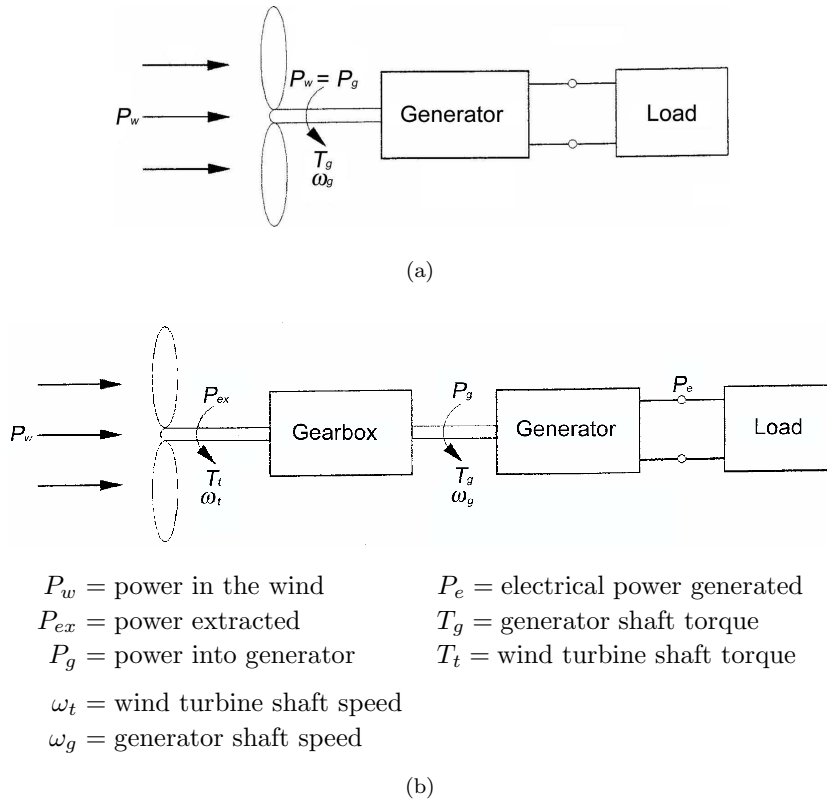 P_w = P_g
P_w
Generator
Load
T_g
ω_g
(a)
P_ex
P_g
P_e
P_w
Gearbox
Generator
Load
T_t
ω_t
T_g
ω_g
P_w = power in the wind
P_e = electrical power generated
P_ex = power extracted
T_g = generator shaft torque
P_g = power into generator
T_t = wind turbine shaft torque
ω_t = wind turbine shaft speed
ω_g = generator shaft speed
(b)